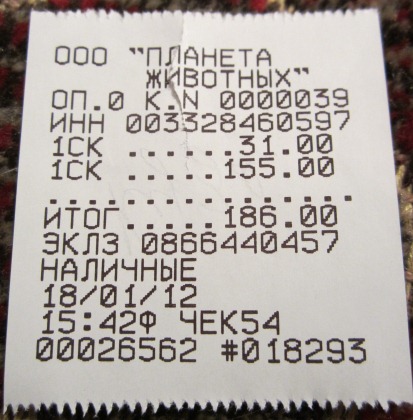 ООО "ПЛАНЕТА
ЖИВОТНЫХ"
ОП.0 К.N 0000039
ИНН 003328460597
1СК ......31.00
1СК .....155.00
................
ИТОГ.....186.00
ЭКЛЗ 0866440457
НАЛИЧНЫЕ
18/01/12
15:42Ф ЧЕК54
00026562 #018293